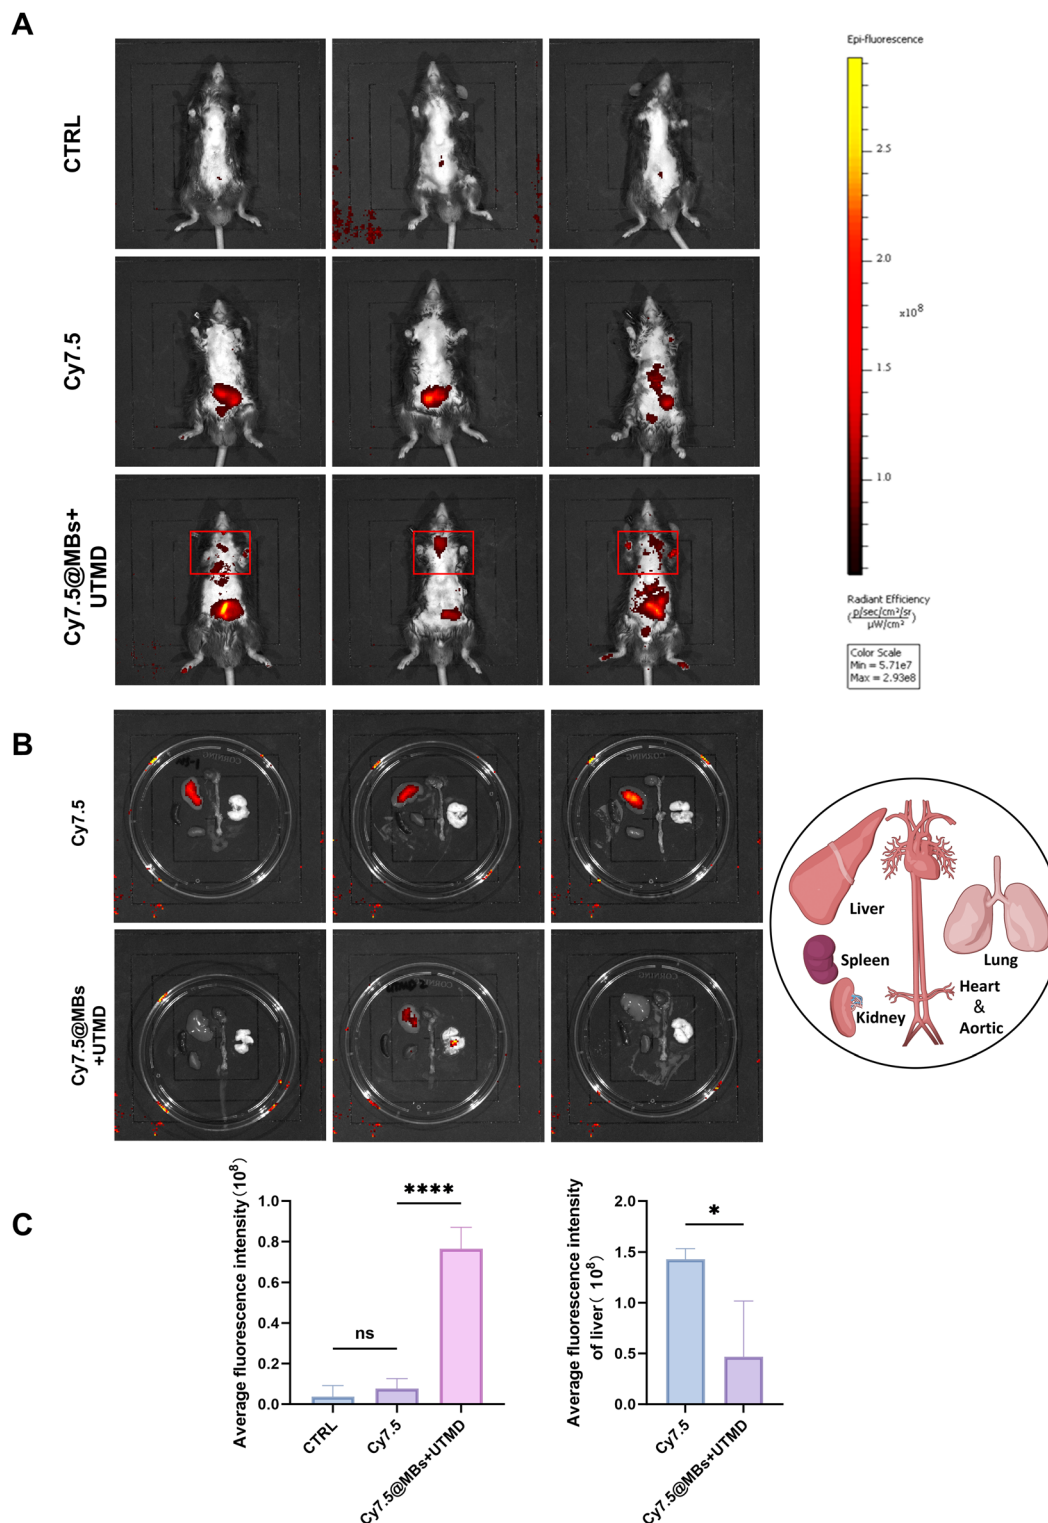 A
CTRL
Cy7.5
Cy7.5@MBs+
UTMD
Epi-fluorescence
2.5
2.0
x10⁸
1.5
1.0
Radiant Efficiency
(p/sec/cm²/sr
µW/cm²)
Color Scale
Min = 5.71e7
Max = 2.93e8
B
Cy7.5
Cy7.5@MBs
+UTMD
CORNING
CORNING
CORNING
CORNING
Liver
Spleen
Kidney
Lung
Heart
&
Aortic
C
Average fluorescence intensity(10⁸)
1.0
0.8
0.6
0.4
0.2
0.0
ns
****
CTRL
Cy7.5
Cy7.5@MBs+UTMD
Average fluorescence intensity
of liver( 10⁸)
2.0
1.5
1.0
0.5
0.0
*
Cy7.5
Cy7.5@MBs+UTMD